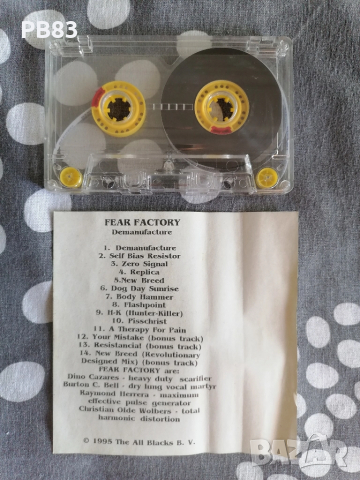 PB83
FEAR FACTORY
Demanufacture
1. Demanufacture
2. Self Bias Resistor
3. Zero Signal
4. Replica
5.New Breed
6. Dog Day Sunrise
7. Body Hammer
8. Flashpoint
9. H-K (Hunter-Killer)
10. Pisschrist
11. A Therapy For Pain
12. Your Mistake (bonus track)
13. Resistancia! (bonus track)
14. New Breed (Revolutionary
Designed Mix) (bonus track)
FEAR FACTORY are:
Dino Cazares - heavy duty scarifier
Burton C. Bell - dry lung vocal martyr
Raymond Herrera - maximum
effective pulse generator
Christian Olde Wolbers - total
harmonic distortion
© 1995 The All Blacks B. V.
BAZAR